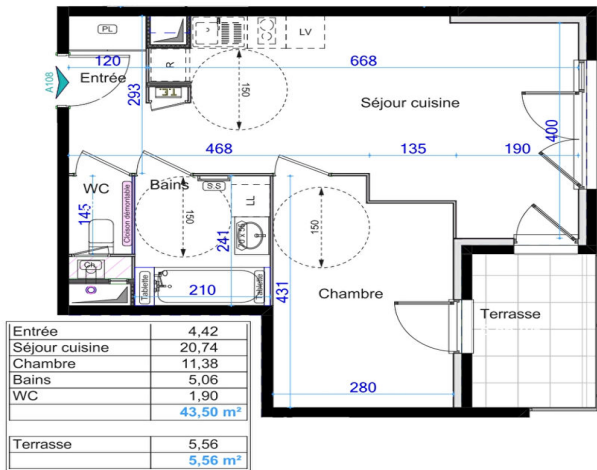 PL
LV
120
668
A108
Entrée
R
TE
150
293
Séjour cuisine
400
468
135
190
WC
Bains
S.S
145
Cloison démontable
150
LL
241
150
431
Chambre
Terrasse
Tablette
210
Tablette
280
Entrée 4,42
Séjour cuisine 20,74
Chambre 11,38
Bains 5,06
WC 1,90
43,50 m²
Terrasse 5,56
5,56 m²